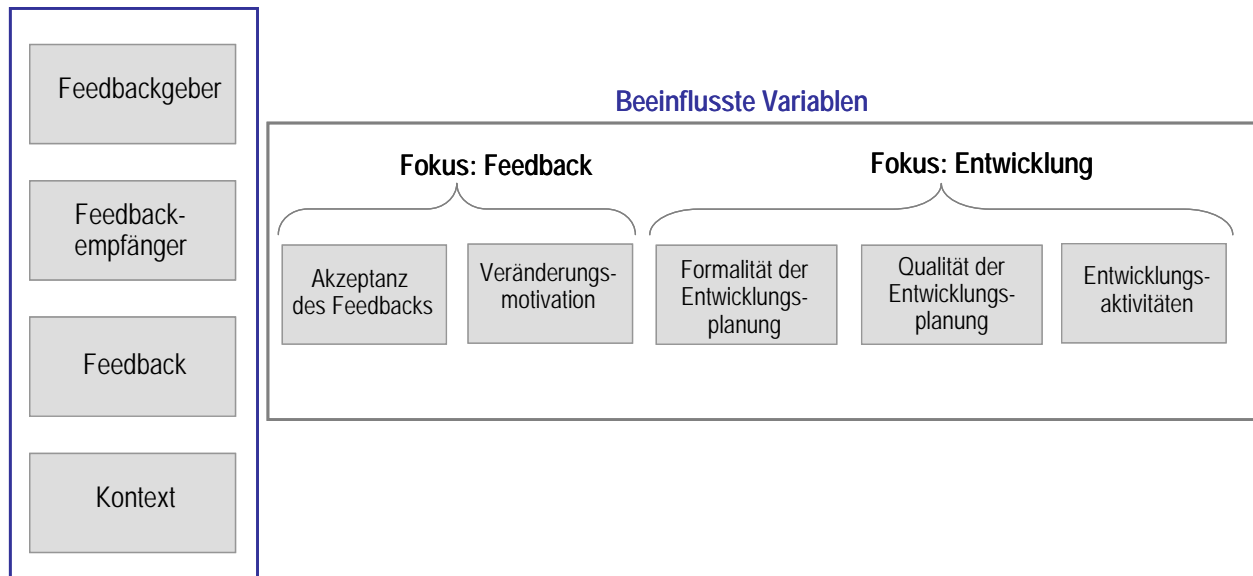 Feedbackgeber
Feedback-
empfänger
Feedback
Kontext
Beeinflusste Variablen
Fokus: Feedback
Fokus: Entwicklung
Akzeptanz
des Feedbacks
Veränderungs-
motivation
Formalität der
Entwicklungs-
planung
Qualität der
Entwicklungs-
planung
Entwicklungs-
aktivitäten